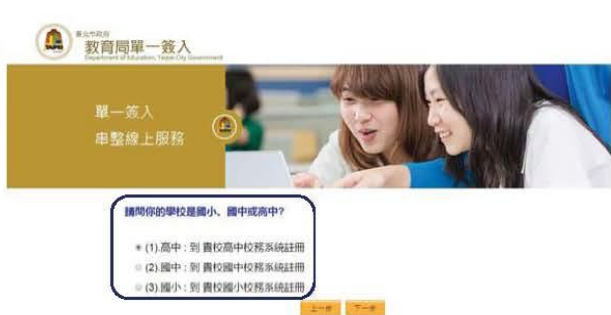 臺北市政府
教育局單一簽入
Department of Education, Taipei City Government
單一簽入
串整線上服務
請問你的學校是國小、國中或高中?
(1).高中 : 到 貴校高中校務系統註冊
(2).國中 : 到 貴校國中校務系統註冊
(3).國小 : 到 貴校國小校務系統註冊
上一步 下一步